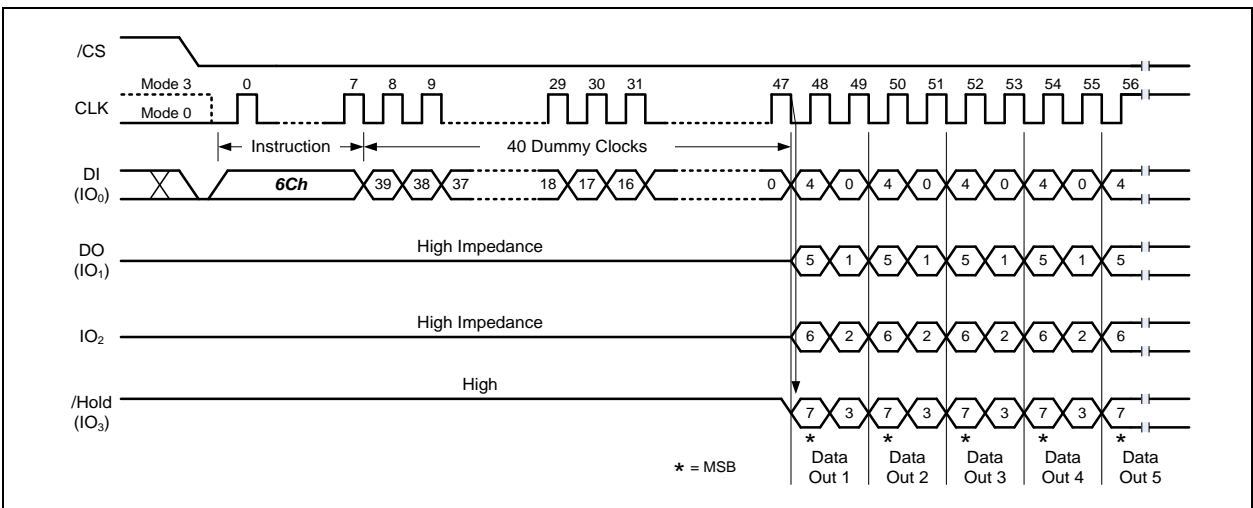 /CS
Mode 3 0 7 8 9 29 30 31 47 48 49 50 51 52 53 54 55 56
CLK
Mode 0
Instruction 40 Dummy Clocks
DI
(IO₀)
6Ch 39 38 37 18 17 16 0 4 0 4 0 4 0 4 0 4
High Impedance
DO
(IO₁)
5 1 5 1 5 1 5 1 5
High Impedance
IO₂
6 2 6 2 6 2 6 2 6
High
/Hold
(IO₃)
7 3 7 3 7 3 7 3 7
* * * * *
* = MSB
Data Data Data Data Data
Out 1 Out 2 Out 3 Out 4 Out 5